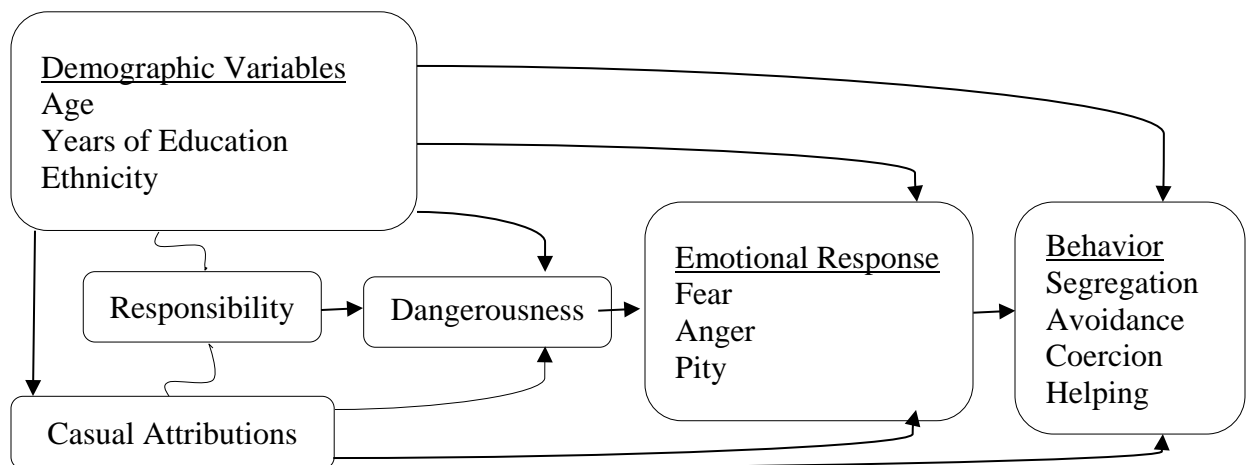 Demographic Variables
Age
Years of Education
Ethnicity
Responsibility
Dangerousness
Emotional Response
Fear
Anger
Pity
Behavior
Segregation
Avoidance
Coercion
Helping
Casual Attributions